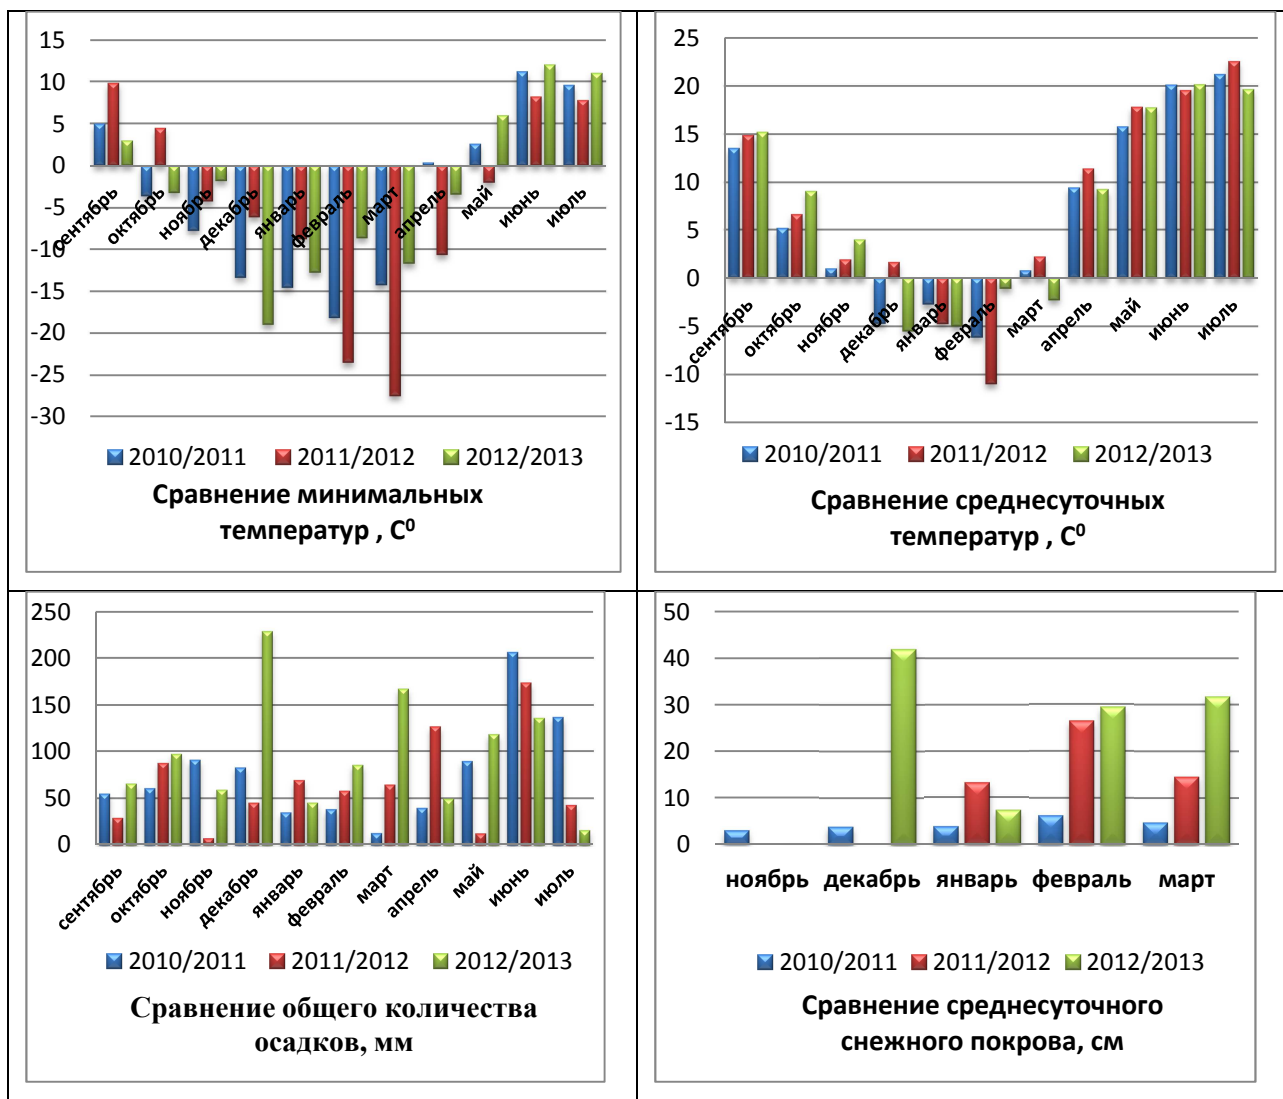 15
10
5
0
-5
-10
-15
-20
-25
-30
сентябрь
октябрь
ноябрь
декабрь
январь
февраль
март
апрель
май
июнь
июль
2010/2011 2011/2012 2012/2013
Сравнение минимальных
температур , С⁰
25
20
15
10
5
0
-5
-10
-15
сентябрь
октябрь
ноябрь
декабрь
январь
февраль
март
апрель
май
июнь
июль
2010/2011 2011/2012 2012/2013
Сравнение среднесуточных
температур , С⁰
250
200
150
100
50
0
сентябрь
октябрь
ноябрь
декабрь
январь
февраль
март
апрель
май
июнь
июль
2010/2011 2011/2012 2012/2013
Сравнение общего количества
осадков, мм
50
40
30
20
10
0
ноябрь декабрь январь февраль март
2010/2011 2011/2012 2012/2013
Сравнение среднесуточного
снежного покрова, см